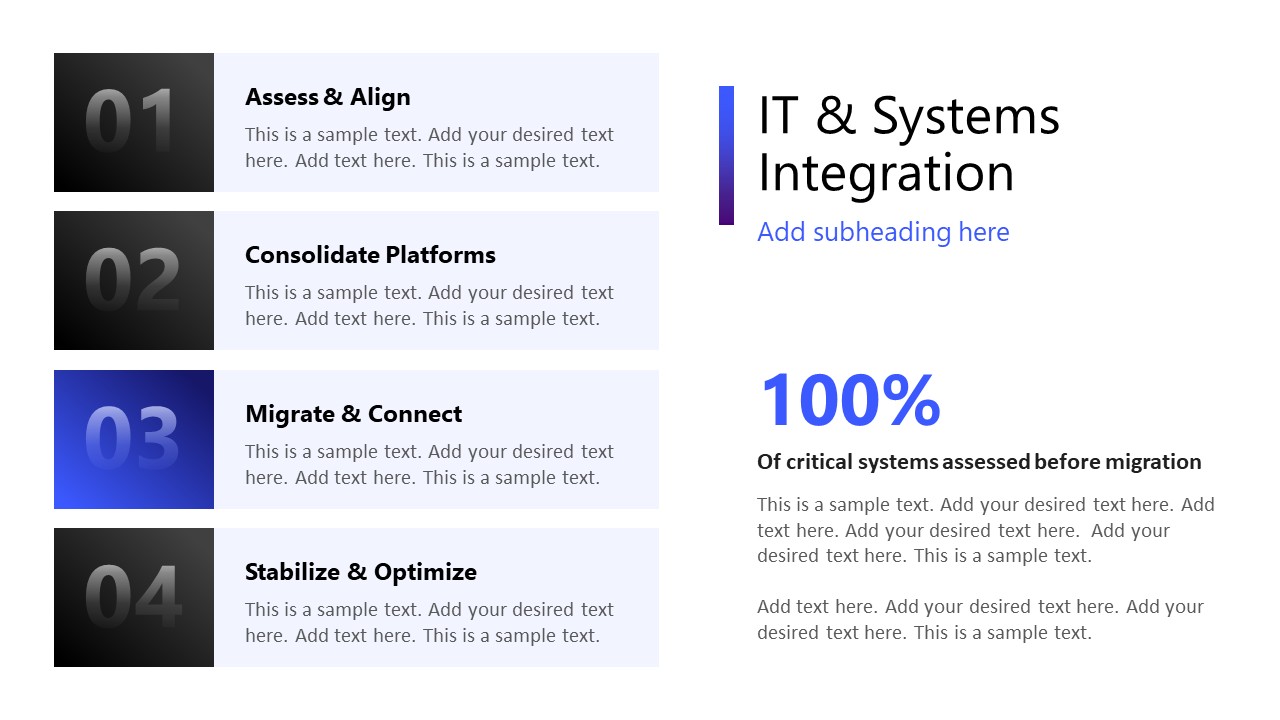 01
Assess & Align
This is a sample text. Add your desired text
here. Add text here. This is a sample text.
02
Consolidate Platforms
This is a sample text. Add your desired text
here. Add text here. This is a sample text.
03
Migrate & Connect
This is a sample text. Add your desired text
here. Add text here. This is a sample text.
04
Stabilize & Optimize
This is a sample text. Add your desired text
here. Add text here. This is a sample text.
IT & Systems
Integration
Add subheading here
100%
Of critical systems assessed before migration
This is a sample text. Add your desired text here. Add
text here. Add your desired text here.  Add your
desired text here. This is a sample text.
Add text here. Add your desired text here. Add your
desired text here. This is a sample text.